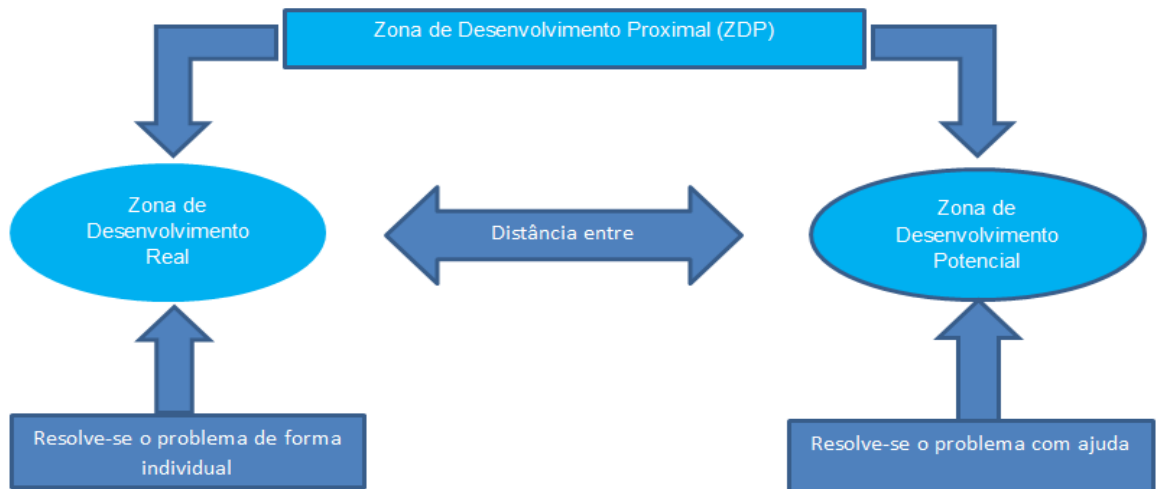 Zona de Desenvolvimento Proximal (ZDP)
Zona de
Desenvolvimento
Real
Distância entre
Zona de
Desenvolvimento
Potencial
Resolve-se o problema de forma
individual
Resolve-se o problema com ajuda